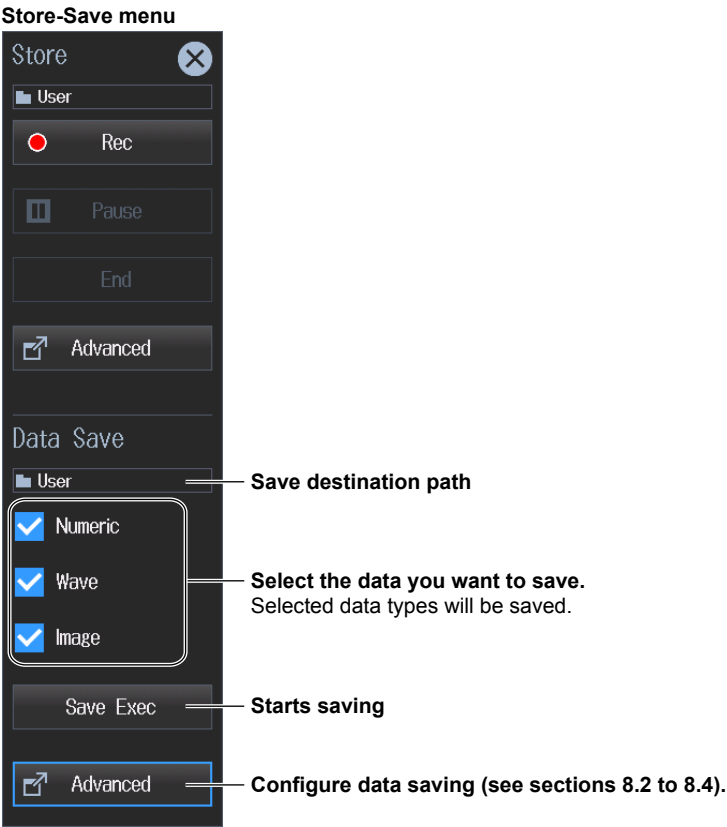 Store-Save menu
Store
User
Rec
Pause
End
Advanced
Data Save
User
Save destination path
Numeric
Wave
Select the data you want to save.
Selected data types will be saved.
Image
Save Exec
Starts saving
Advanced
Configure data saving (see sections 8.2 to 8.4).